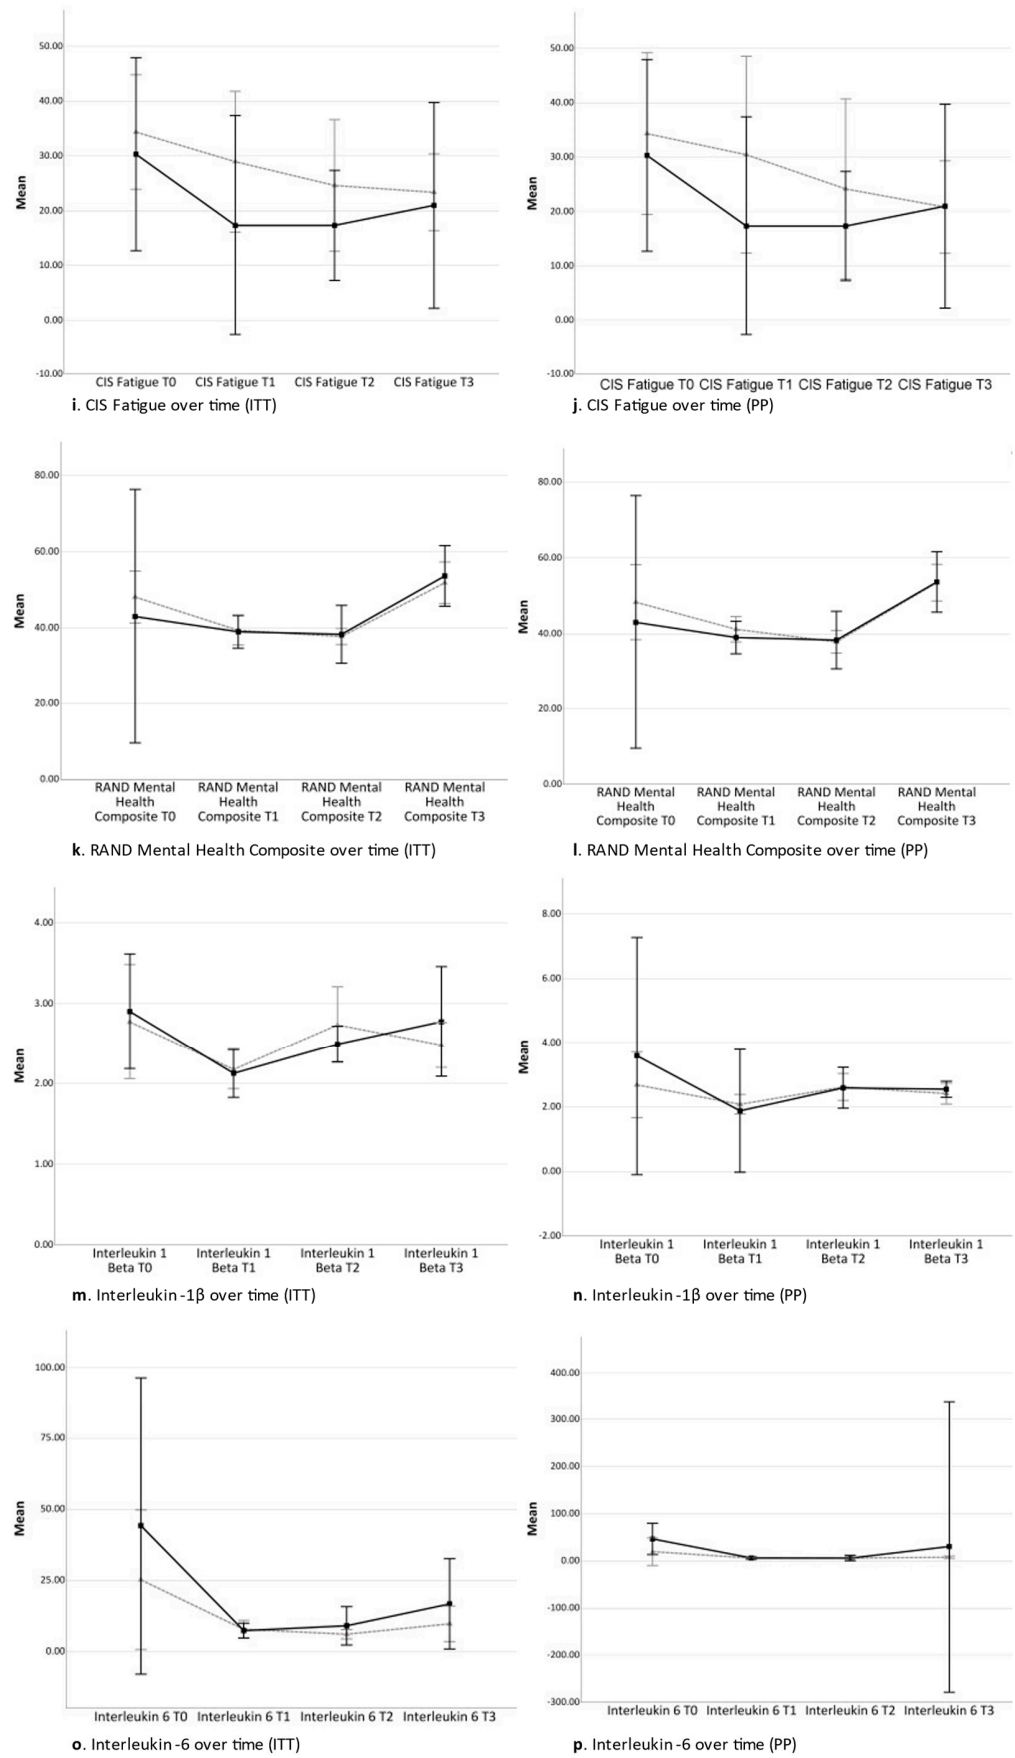 50.00
40.00
30.00
20.00
10.00
0.00
-10.00
Mean
CIS Fatigue T0 CIS Fatigue T1 CIS Fatigue T2 CIS Fatigue T3
i. CIS Fatigue over time (ITT)
50.00
40.00
30.00
20.00
10.00
0.00
-10.00
Mean
CIS Fatigue T0 CIS Fatigue T1 CIS Fatigue T2 CIS Fatigue T3
j. CIS Fatigue over time (PP)
80.00
60.00
40.00
20.00
0.00
Mean
RAND Mental RAND Mental RAND Mental RAND Mental
Health Health Health Health
Composite T0 Composite T1 Composite T2 Composite T3
k. RAND Mental Health Composite over time (ITT)
80.00
60.00
40.00
20.00
0.00
Mean
RAND Mental RAND Mental RAND Mental RAND Mental
Health Health Health Health
Composite T0 Composite T1 Composite T2 Composite T3
l. RAND Mental Health Composite over time (PP)
4.00
3.00
2.00
1.00
0.00
Mean
Interleukin 1 Interleukin 1 Interleukin 1 Interleukin 1
Beta T0 Beta T1 Beta T2 Beta T3
m. Interleukin-1β over time (ITT)
8.00
6.00
4.00
2.00
0.00
-2.00
Mean
Interleukin 1 Interleukin 1 Interleukin 1 Interleukin 1
Beta T0 Beta T1 Beta T2 Beta T3
n. Interleukin-1β over time (PP)
100.00
75.00
50.00
25.00
0.00
Mean
Interleukin 6 T0 Interleukin 6 T1 Interleukin 6 T2 Interleukin 6 T3
o. Interleukin-6 over time (ITT)
400.00
300.00
200.00
100.00
0.00
-100.00
-200.00
-300.00
Mean
Interleukin 6 T0 Interleukin 6 T1 Interleukin 6 T2 Interleukin 6 T3
p. Interleukin-6 over time (PP)